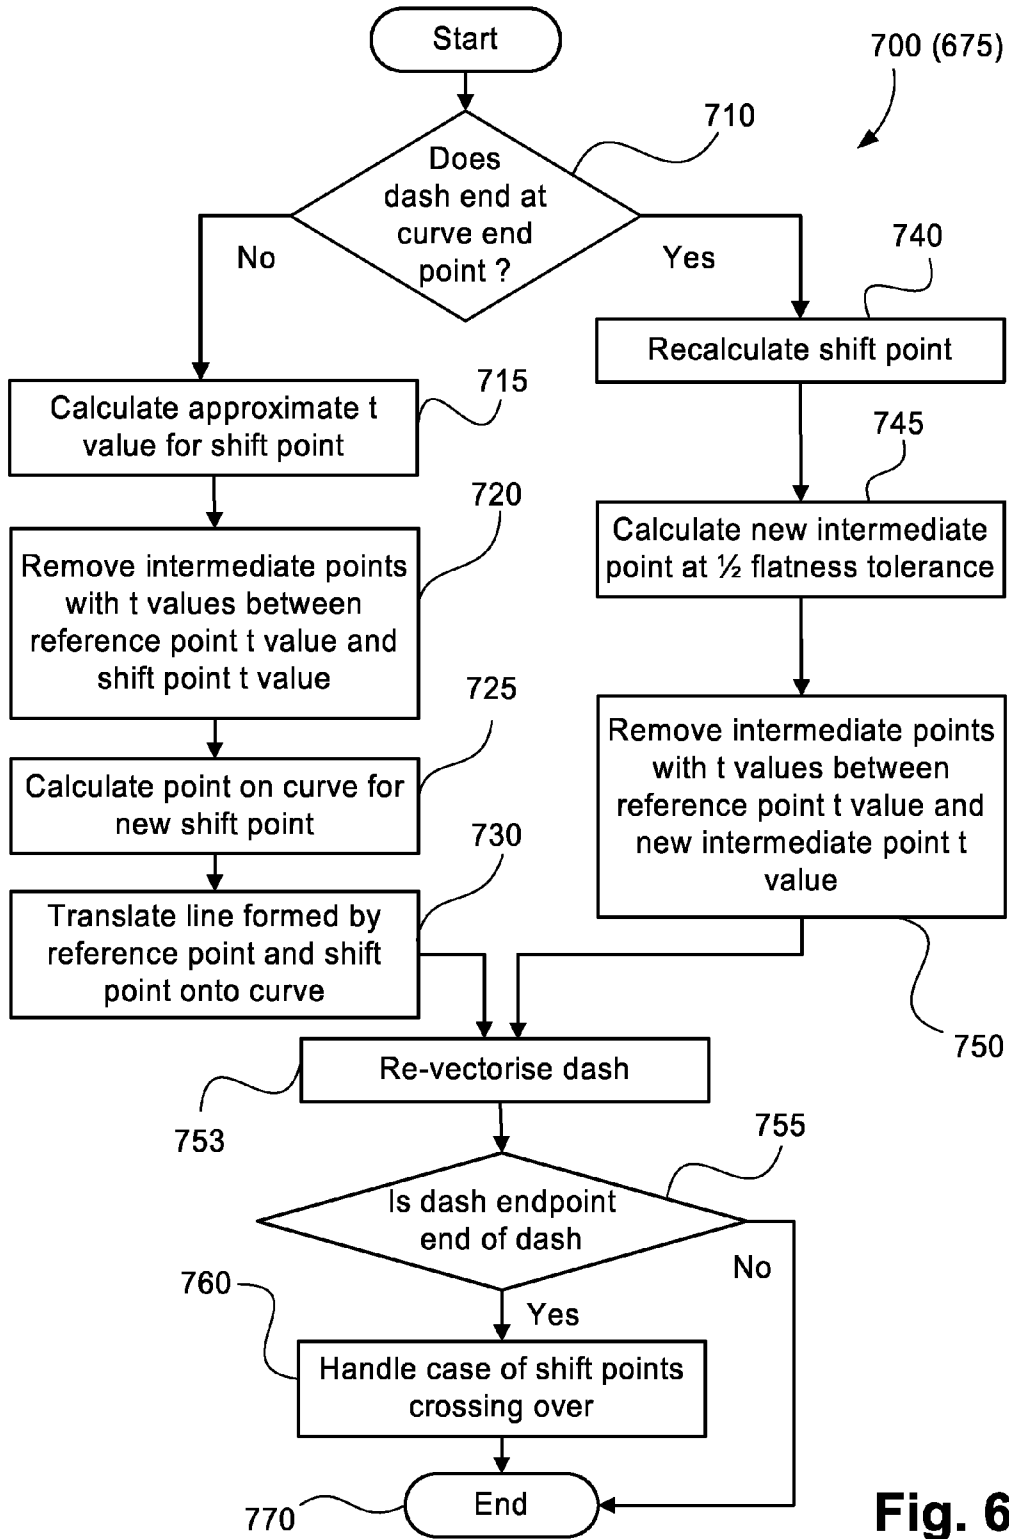 Start
700 (675)
710
Does
dash end at
curve end
point ?
No
Yes
740
Recalculate shift point
715
Calculate approximate t
value for shift point
745
Calculate new intermediate
point at ½ flatness tolerance
720
Remove intermediate points
with t values between
reference point t value and
shift point t value
725
Calculate point on curve for
new shift point
Remove intermediate points
with t values between
reference point t value and
new intermediate point t
value
730
Translate line formed by
reference point and shift
point onto curve
750
Re-vectorise dash
753
755
Is dash endpoint
end of dash
No
760
Yes
Handle case of shift points
crossing over
End
770
Fig. 6